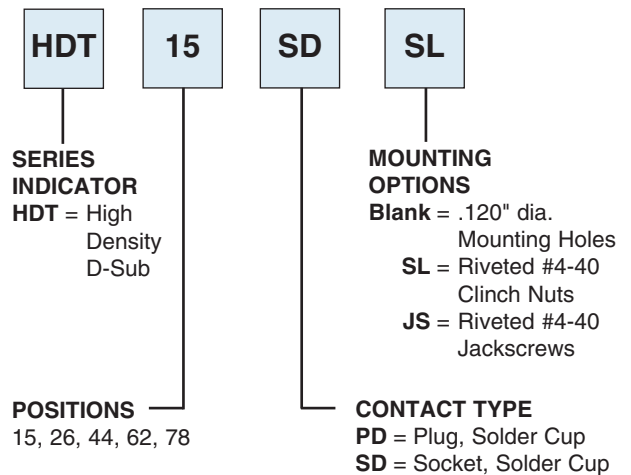 HDT 15 SD SL
SERIES
INDICATOR
HDT = High
Density
D-Sub
MOUNTING
OPTIONS
Blank = .120" dia.
Mounting Holes
SL = Riveted #4-40
Clinch Nuts
JS = Riveted #4-40
Jackscrews
POSITIONS
15, 26, 44, 62, 78
CONTACT TYPE
PD = Plug, Solder Cup
SD = Socket, Solder Cup